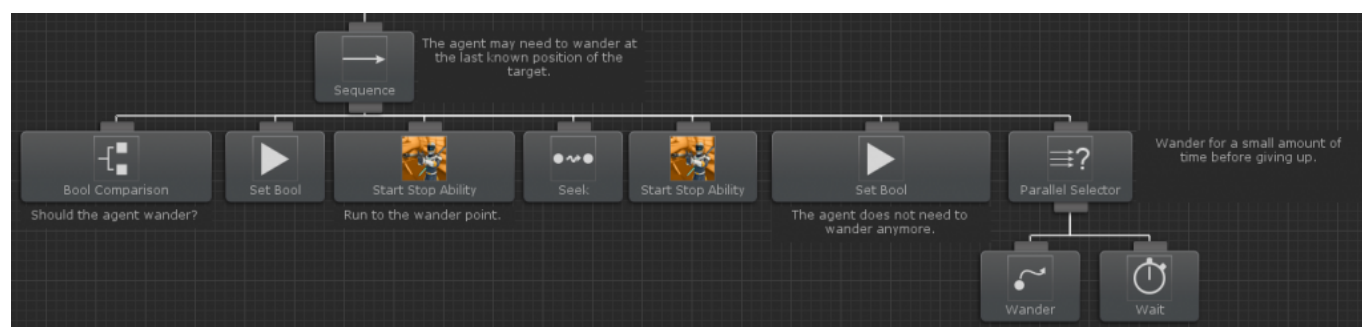 The agent may need to wander at
the last known position of the
target.
Sequence
Bool Comparison
Set Bool
Start Stop Ability
Seek
Start Stop Ability
Set Bool
Parallel Selector
Wander for a small amount of
time before giving up.
Should the agent wander?
Run to the wander point.
The agent does not need to
wander anymore.
Wander
Wait